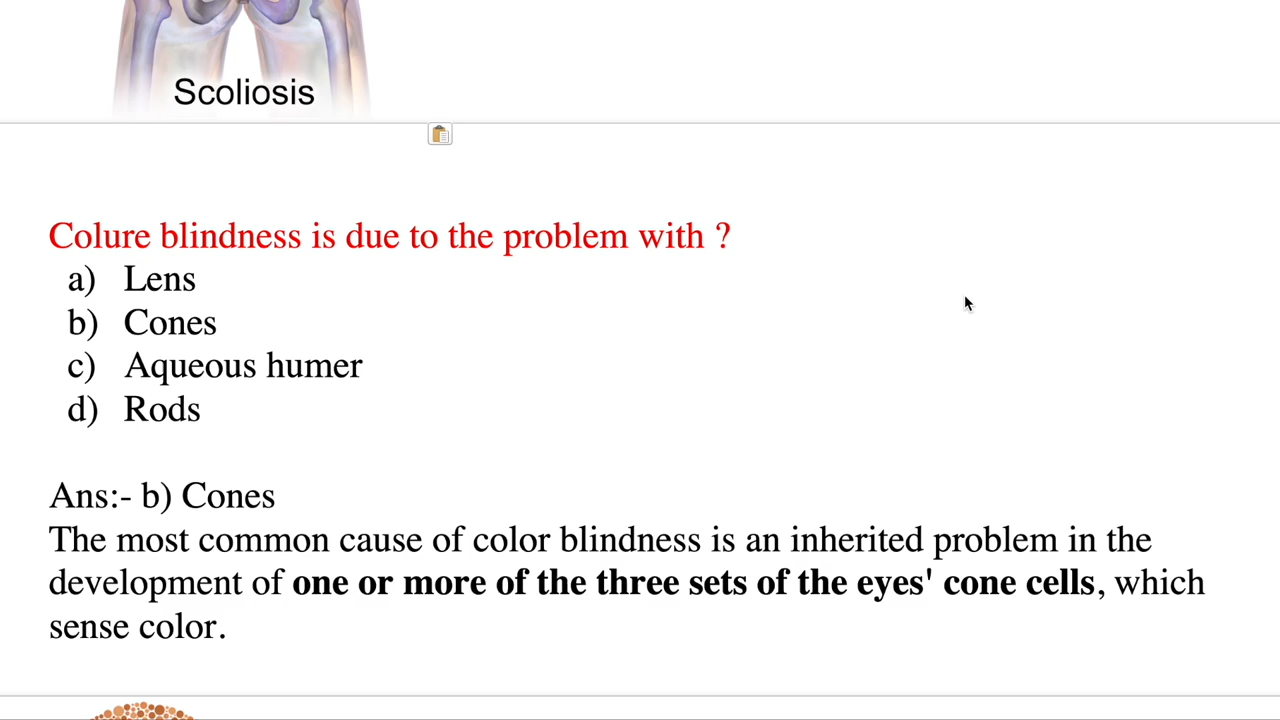 Scoliosis
Colure blindness is due to the problem with ?
a) Lens
b) Cones
c) Aqueous humer
d) Rods
Ans:- b) Cones
The most common cause of color blindness is an inherited problem in the
development of one or more of the three sets of the eyes' cone cells, which
sense color.